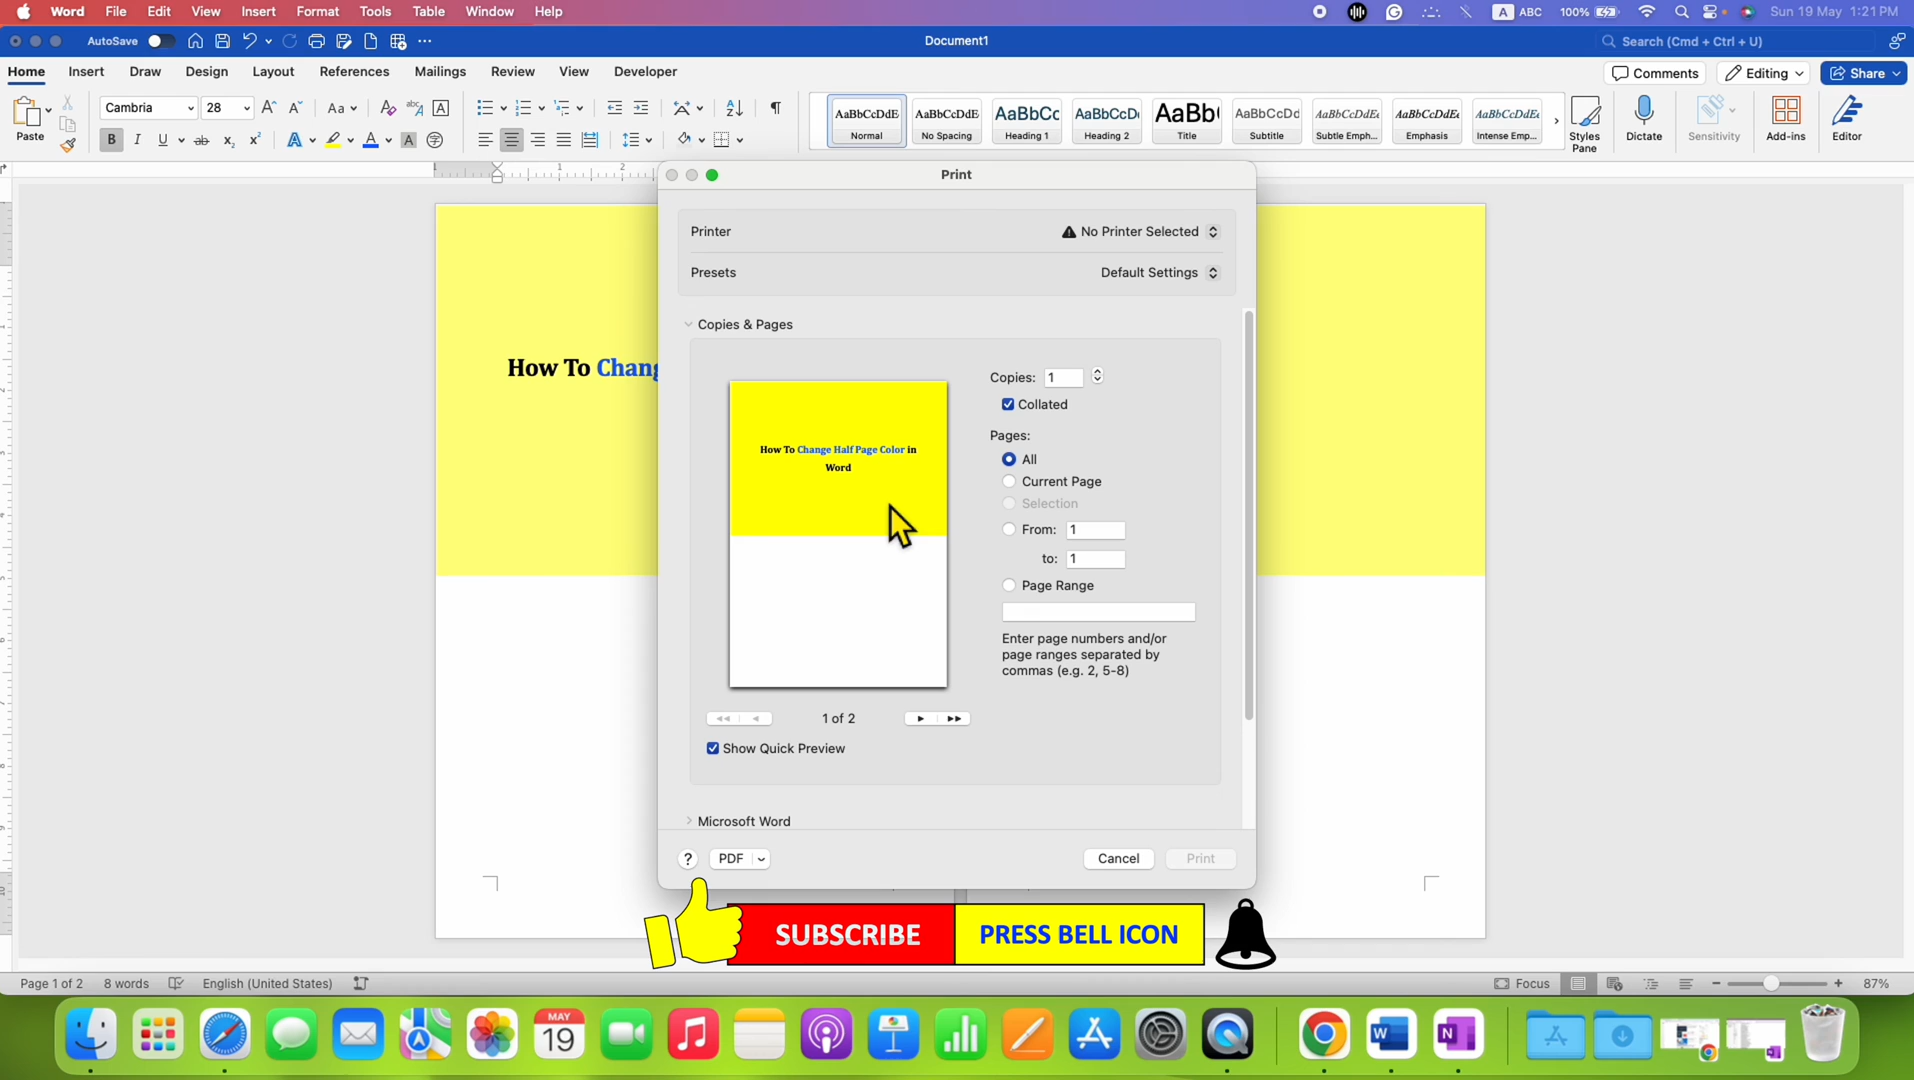 Word File Edit View Insert Format Tools Table Window Help A ABC 100% Sun 19 May 1:21 PM
AutoSave Document1 Search (Cmd + Ctrl + U)
Home Insert Draw Design Layout References Mailings Review View Developer Comments Editing Share
Paste Cambria 28 Aa
AaBbCcDdE AaBbCcDdE AaBbCc AaBbCcDc AaBb( AaBbCcDd AaBbCcDdE AaBbCcDdE AaBbCcDdE
Normal No Spacing Heading 1 Heading 2 Title Subtitle Subtle Emph... Emphasis Intense Emp...
Styles Pane Dictate Sensitivity Add-ins Editor
Print
Printer No Printer Selected
Presets Default Settings
Copies & Pages
How To Chang
How To Change Half Page Color in
Word
Copies: 1
Collated
Pages:
All
Current Page
Selection
From: 1
to: 1
Page Range
Enter page numbers and/or
page ranges separated by
commas (e.g. 2, 5-8)
1 of 2
Show Quick Preview
Microsoft Word
? PDF Cancel Print
SUBSCRIBE PRESS BELL ICON
Page 1 of 2 8 words English (United States) Focus 87%
MAY
19